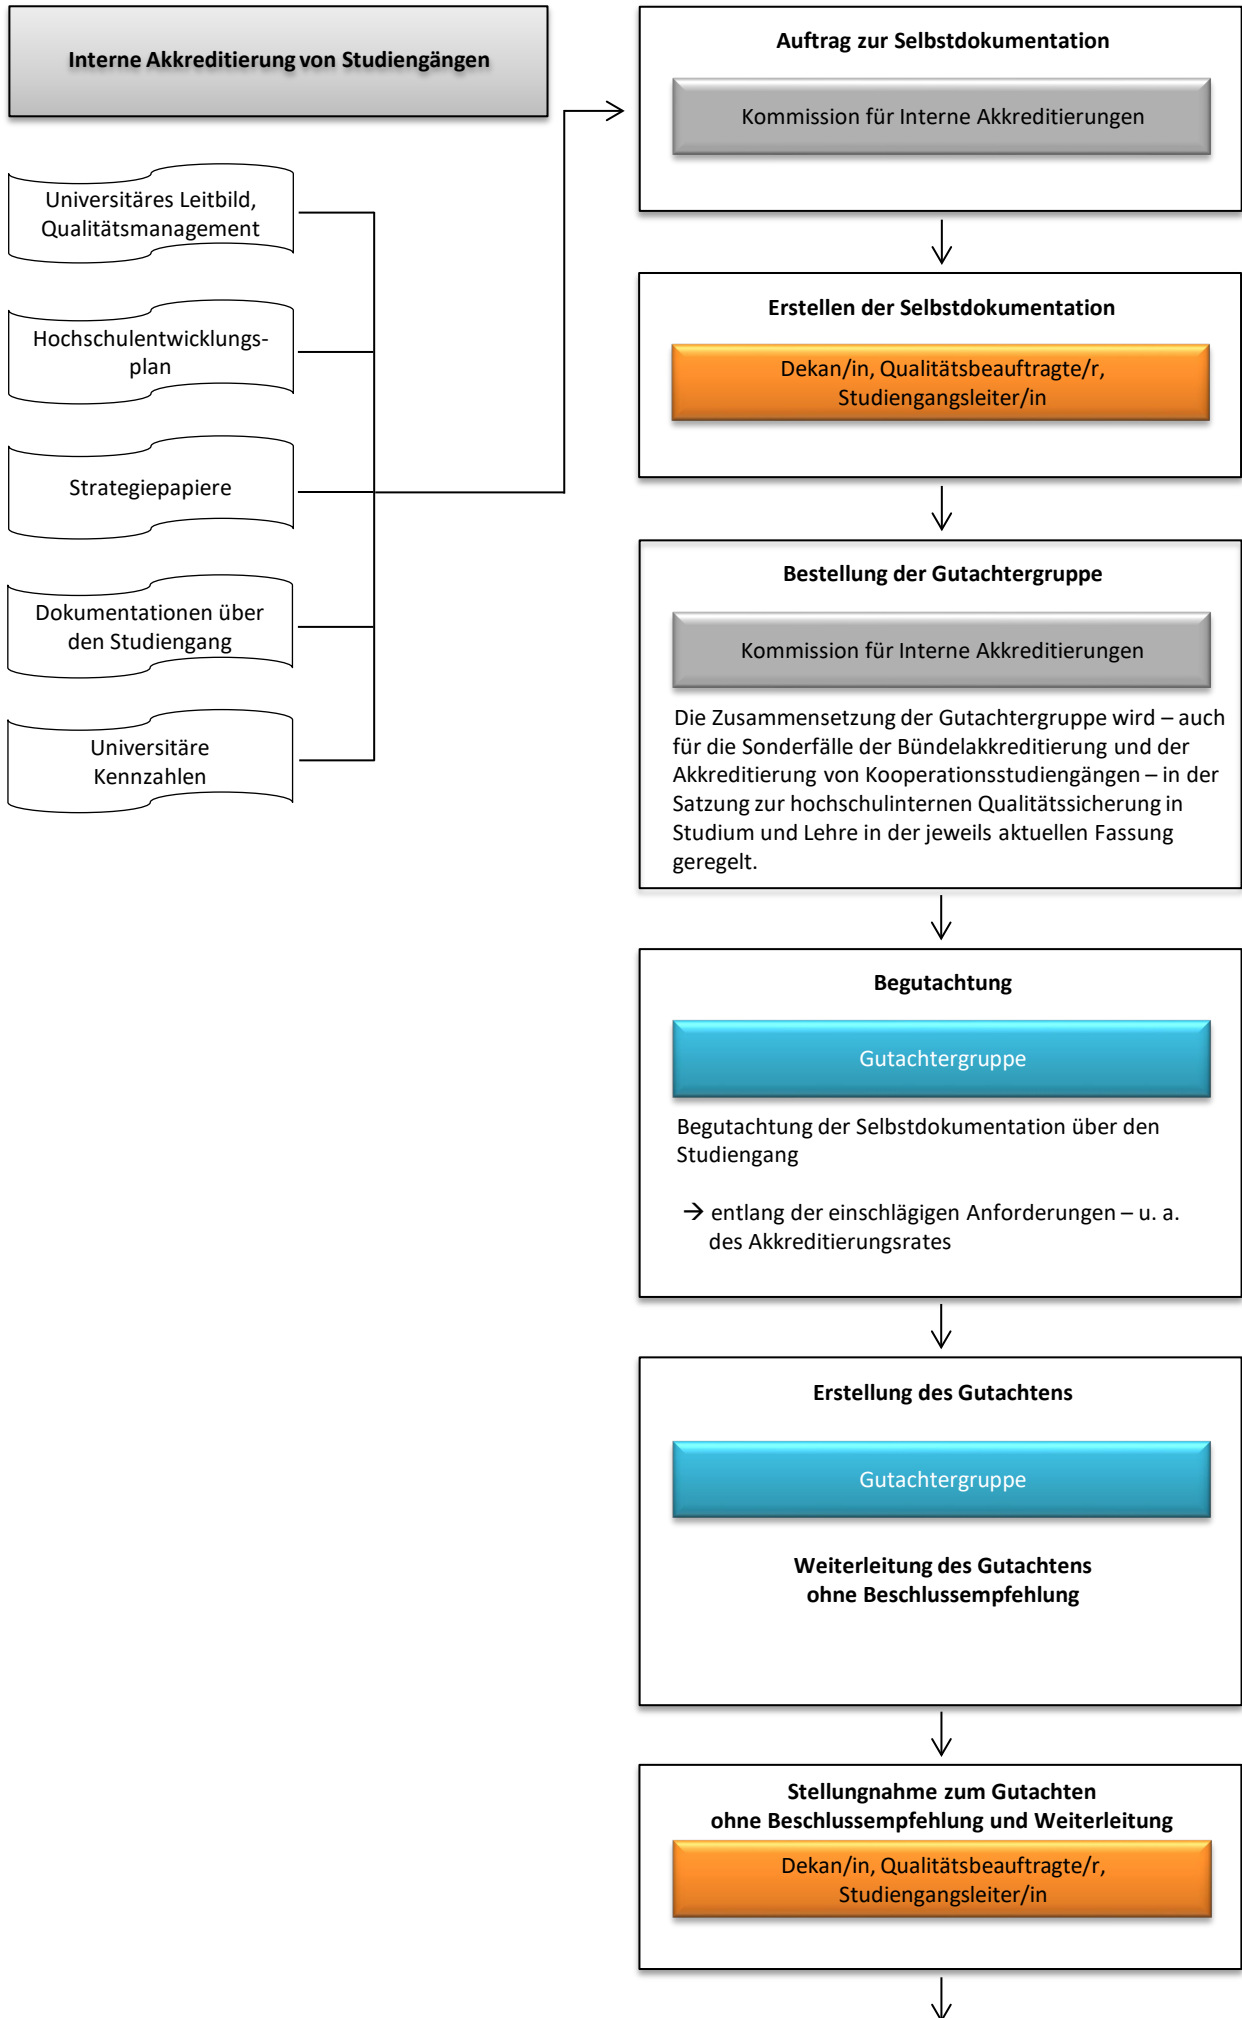 Interne Akkreditierung von Studiengängen
Universitäres Leitbild,
Qualitätsmanagement
Hochschulentwicklungs-
plan
Strategiepapiere
Dokumentationen über
den Studiengang
Universitäre
Kennzahlen
Auftrag zur Selbstdokumentation
Kommission für Interne Akkreditierungen
Erstellen der Selbstdokumentation
Dekan/in, Qualitätsbeauftragte/r,
Studiengangsleiter/in
Bestellung der Gutachtergruppe
Kommission für Interne Akkreditierungen
Die Zusammensetzung der Gutachtergruppe wird – auch
für die Sonderfälle der Bündelakkreditierung und der
Akkreditierung von Kooperationsstudiengängen – in der
Satzung zur hochschulinternen Qualitätssicherung in
Studium und Lehre in der jeweils aktuellen Fassung
geregelt.
Begutachtung
Gutachtergruppe
Begutachtung der Selbstdokumentation über den
Studiengang
→ entlang der einschlägigen Anforderungen – u. a.
des Akkreditierungsrates
Erstellung des Gutachtens
Gutachtergruppe
Weiterleitung des Gutachtens
ohne Beschlussempfehlung
Stellungnahme zum Gutachten
ohne Beschlussempfehlung und Weiterleitung
Dekan/in, Qualitätsbeauftragte/r,
Studiengangsleiter/in